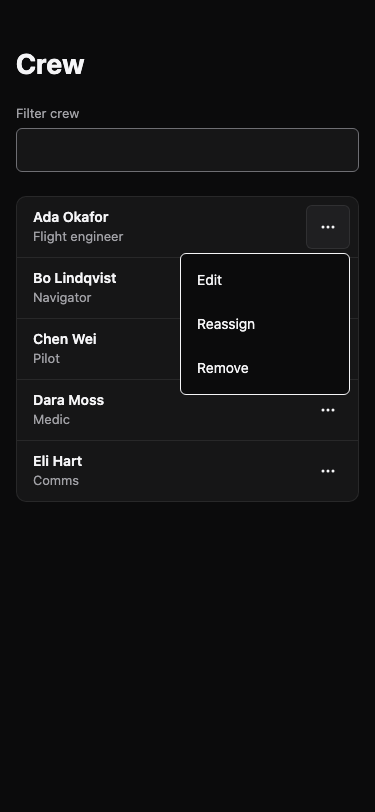 Crew
Filter crew
Ada Okafor
Flight engineer
Edit
Reassign
Remove
Bo Lindqvist
Navigator
Chen Wei
Pilot
Dara Moss
Medic
Eli Hart
Comms